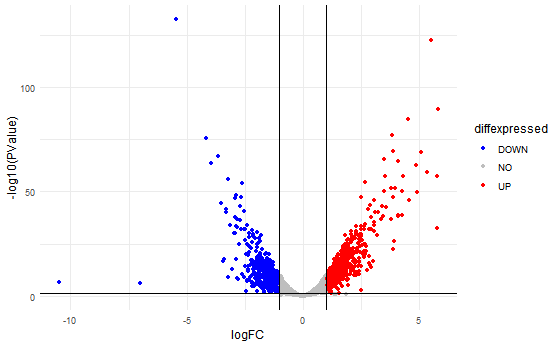 100
50
0
-log10(PValue)
-10
-5
0
5
logFC
diffexpressed
DOWN
NO
UP